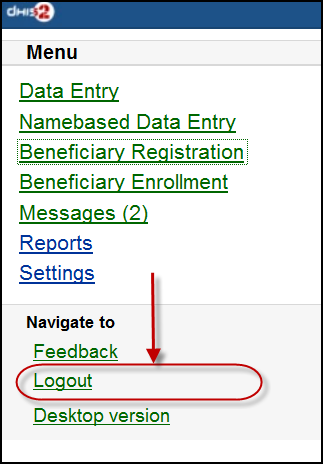 dhis2
Menu
Data Entry
Namebased Data Entry
Beneficiary Registration
Beneficiary Enrollment
Messages (2)
Reports
Settings
Navigate to
Feedback
Logout
Desktop version